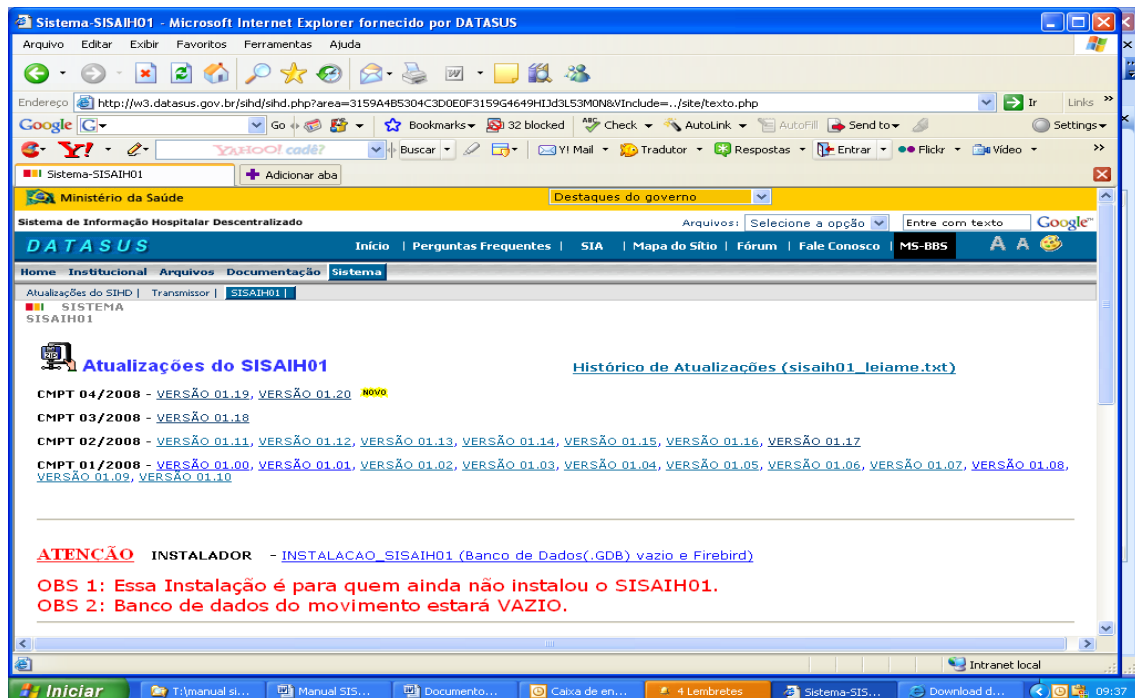 Sistema-SISAIH01 - Microsoft Internet Explorer fornecido por DATASUS
Arquivo Editar Exibir Favoritos Ferramentas Ajuda
Endereço http://w3.datasus.gov.br/sihd/sihd.php?area=3159A4B5304C3D0E0F3159G4649HIJd3L53M0N&VInclude=../site/texto.php Ir Links »
Google G Go Bookmarks 32 blocked Check AutoLink AutoFill Send to Settings
Y! YAHOO! cadê? Buscar Y! Mail Tradutor Respostas Entrar Flickr Vídeo »
Sistema-SISAIH01 Adicionar aba
Ministério da Saúde Destaques do governo
Sistema de Informação Hospitalar Descentralizado Arquivos: Selecione a opção Entre com texto Google™
DATASUS Início | Perguntas Frequentes | SIA | Mapa do Sítio | Fórum | Fale Conosco | MS-BBS A A
Home Institucional Arquivos Documentação Sistema
Atualizações do SIHD | Transmissor | SISAIH01 |
SISTEMA
SISAIH01
Atualizações do SISAIH01 Histórico de Atualizações (sisaih01_leiame.txt)
CMPT 04/2008 - VERSÃO 01.19, VERSÃO 01.20 NOVO
CMPT 03/2008 - VERSÃO 01.18
CMPT 02/2008 - VERSÃO 01.11, VERSÃO 01.12, VERSÃO 01.13, VERSÃO 01.14, VERSÃO 01.15, VERSÃO 01.16, VERSÃO 01.17
CMPT 01/2008 - VERSÃO 01.00, VERSÃO 01.01, VERSÃO 01.02, VERSÃO 01.03, VERSÃO 01.04, VERSÃO 01.05, VERSÃO 01.06, VERSÃO 01.07, VERSÃO 01.08,
VERSÃO 01.09, VERSÃO 01.10
ATENÇÃO INSTALADOR - INSTALACAO_SISAIH01 (Banco de Dados(.GDB) vazio e Firebird)
OBS 1: Essa Instalação é para quem ainda não instalou o SISAIH01.
OBS 2: Banco de dados do movimento estará VAZIO.
Intranet local
Iniciar T:\manual si... Manual SIS... Documento... Caixa de en... 4 Lembretes Sistema-SIS... Download d... 09:37